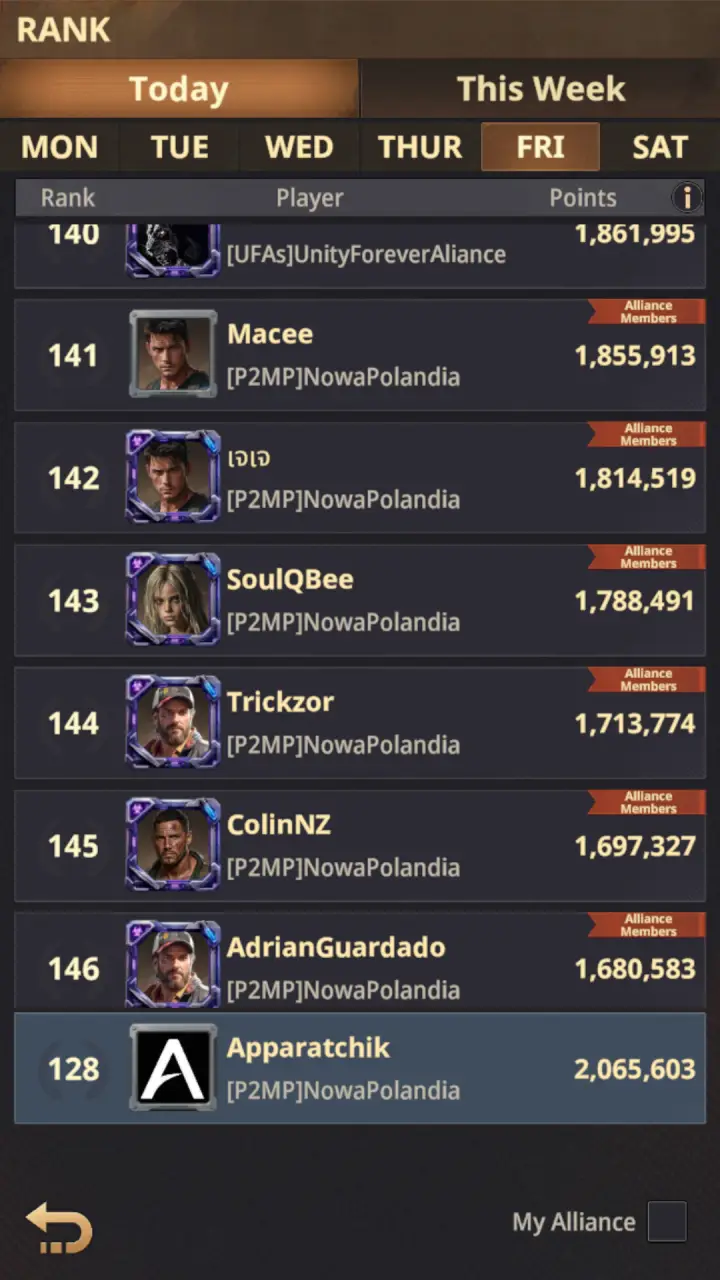 RANK
Today
This Week
MON
TUE
WED
THUR
FRI
SAT
Rank
Player
Points
140
[UFAs]UnityForeverAliance
1,861,995
Alliance
Members
141
Macee
[P2MP]NowaPolandia
1,855,913
Alliance
Members
142
เจเจ
[P2MP]NowaPolandia
1,814,519
Alliance
Members
143
SoulQBee
[P2MP]NowaPolandia
1,788,491
Alliance
Members
144
Trickzor
[P2MP]NowaPolandia
1,713,774
Alliance
Members
145
ColinNZ
[P2MP]NowaPolandia
1,697,327
Alliance
Members
146
AdrianGuardado
[P2MP]NowaPolandia
1,680,583
128
Apparatchik
[P2MP]NowaPolandia
2,065,603
My Alliance